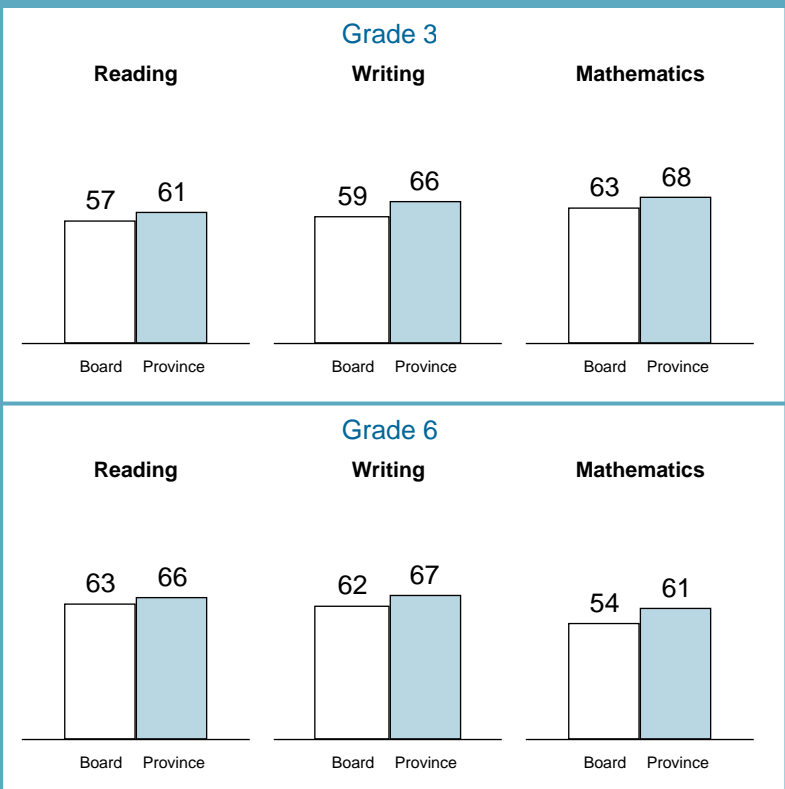 Grade 3
Reading Writing Mathematics
57 61 59 66 63 68
Board Province Board Province Board Province
Grade 6
Reading Writing Mathematics
63 66 62 67 54 61
Board Province Board Province Board Province